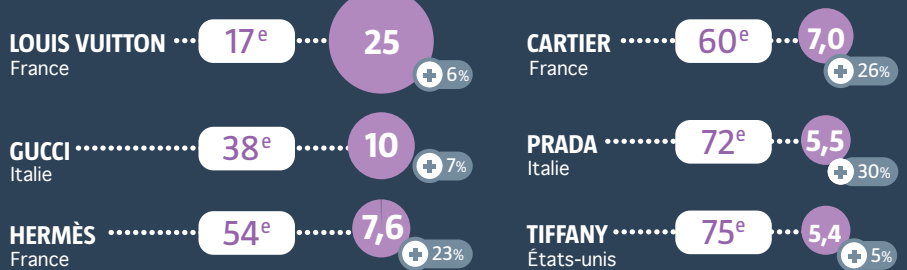 LOUIS VUITTON 17e 25
France
+ 6%
GUCCI 38e 10
Italie
+ 7%
HERMÈS 54e 7,6
France
+ 23%
CARTIER 60e 7,0
France
+ 26%
PRADA 72e 5,5
Italie
+ 30%
TIFFANY 75e 5,4
États-unis
+ 5%